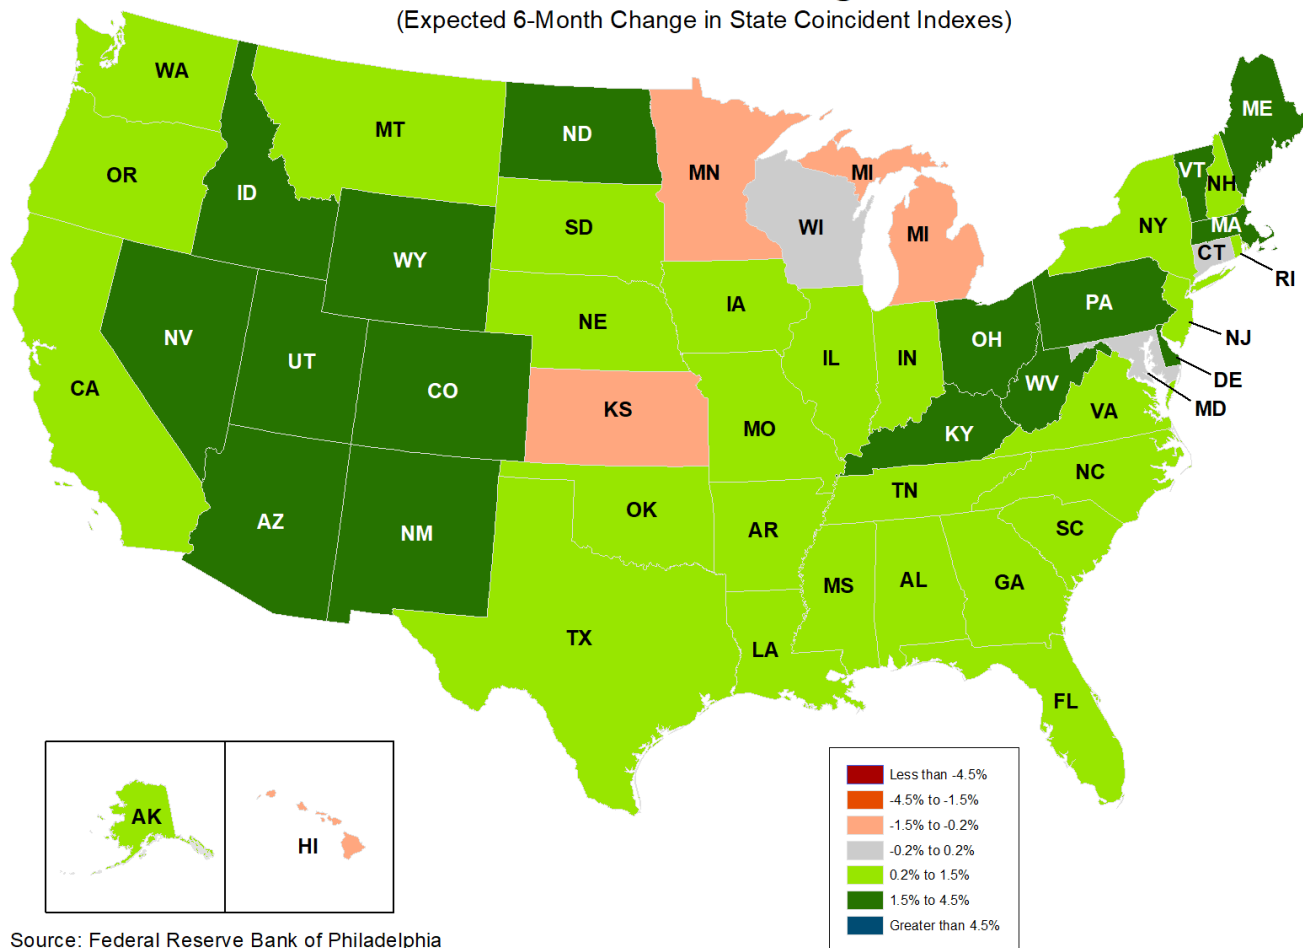 (Expected 6-Month Change in State Coincident Indexes)
WA
MT
ND
MN
MI
ME
VT
NH
OR
ID
SD
WI
MI
NY
MA
CT
RI
WY
NV
UT
CO
NE
IA
IL
IN
OH
PA
NJ
DE
MD
WV
VA
CA
KS
MO
KY
NC
TN
AZ
NM
OK
AR
SC
MS
AL
GA
TX
LA
FL
AK
HI
Less than -4.5%
-4.5% to -1.5%
-1.5% to -0.2%
-0.2% to 0.2%
0.2% to 1.5%
1.5% to 4.5%
Greater than 4.5%
Source: Federal Reserve Bank of Philadelphia